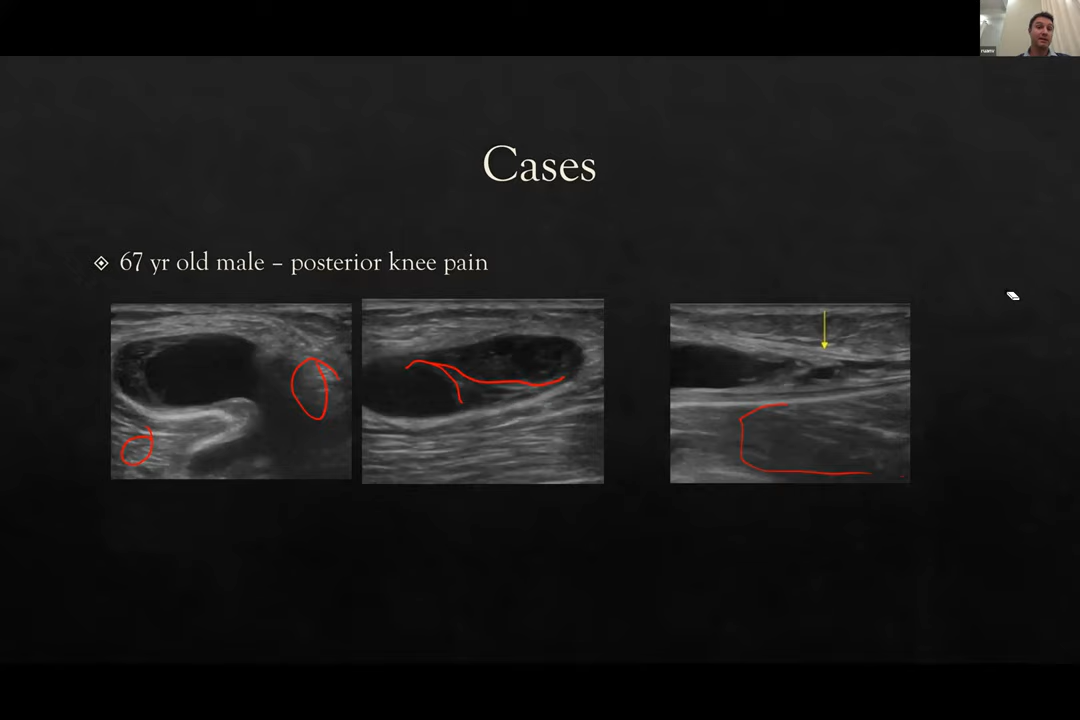 Cases
67 yr old male – posterior knee pain